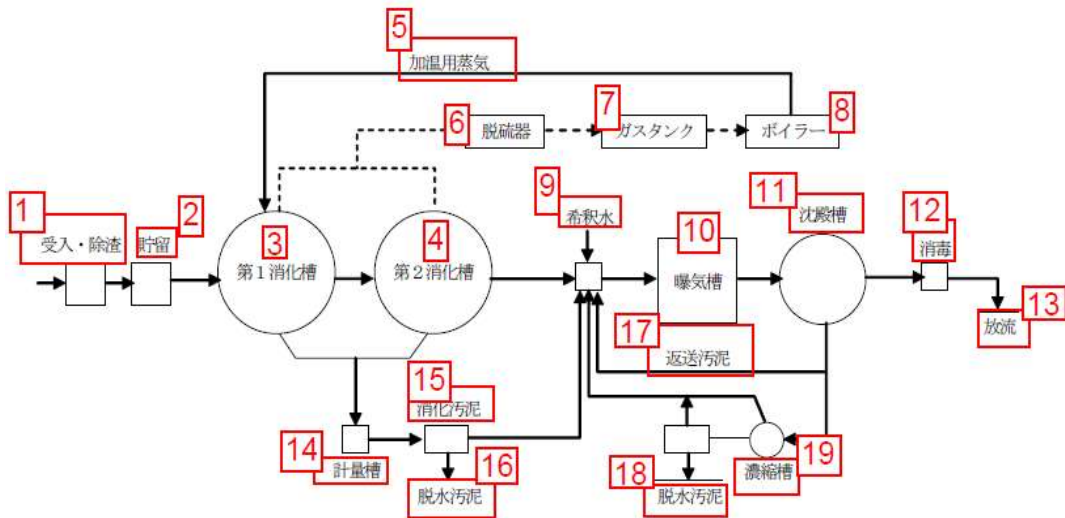 5
加温用蒸気
6
脱硫器
7
ガスタンク
ボイラー
8
1
受入・除渣
2
貯留
3
第1消化槽
4
第2消化槽
9
希釈水
10
曝気槽
11
沈殿槽
12
消毒
13
放流
17
返送汚泥
15
消化汚泥
14
計量槽
16
脱水汚泥
18
脱水汚泥
濃縮槽
19